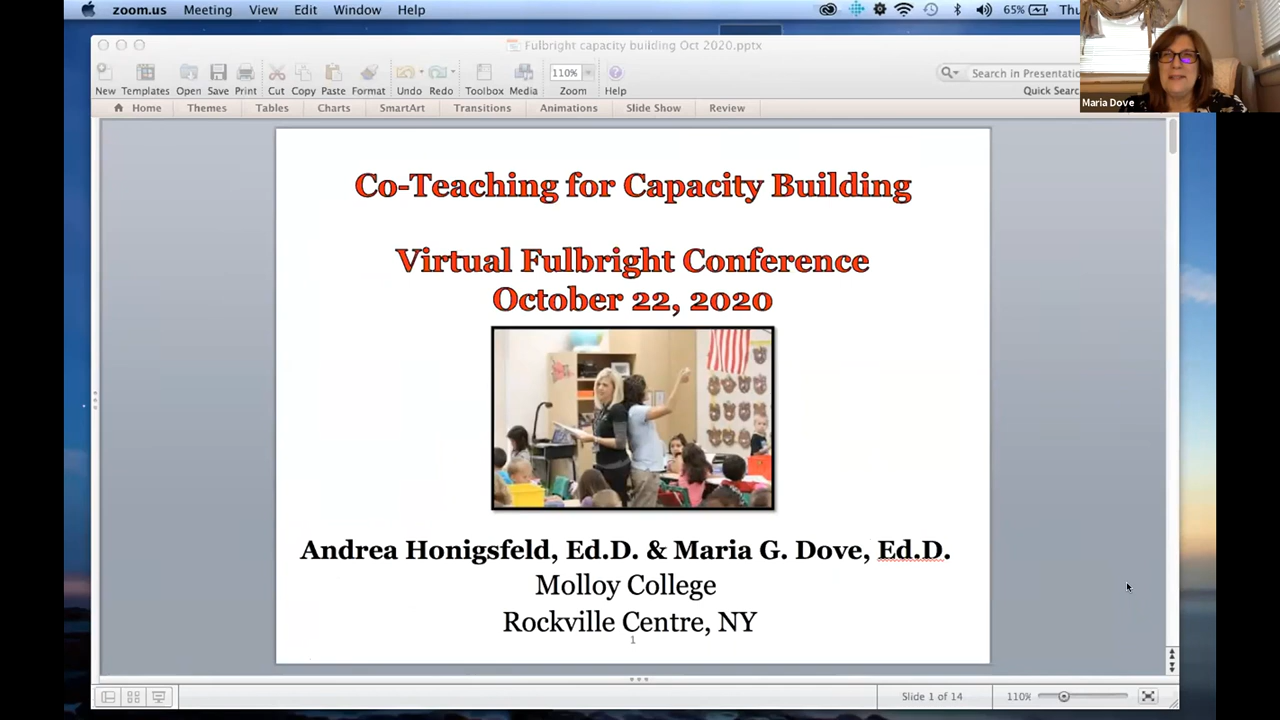 zoom.us Meeting View Edit Window Help 65% Thu
Fulbright capacity building Oct 2020.pptx
110% Search in Presentatio
New Templates Open Save Print Cut Copy Paste Format Undo Redo Toolbox Media Zoom Help Quick Searc
Maria Dove
Home Themes Tables Charts SmartArt Transitions Animations Slide Show Review
Co-Teaching for Capacity Building
Virtual Fulbright Conference
October 22, 2020
Andrea Honigsfeld, Ed.D. & Maria G. Dove, Ed.D.
Molloy College
Rockville Centre, NY
1
Slide 1 of 14 110%